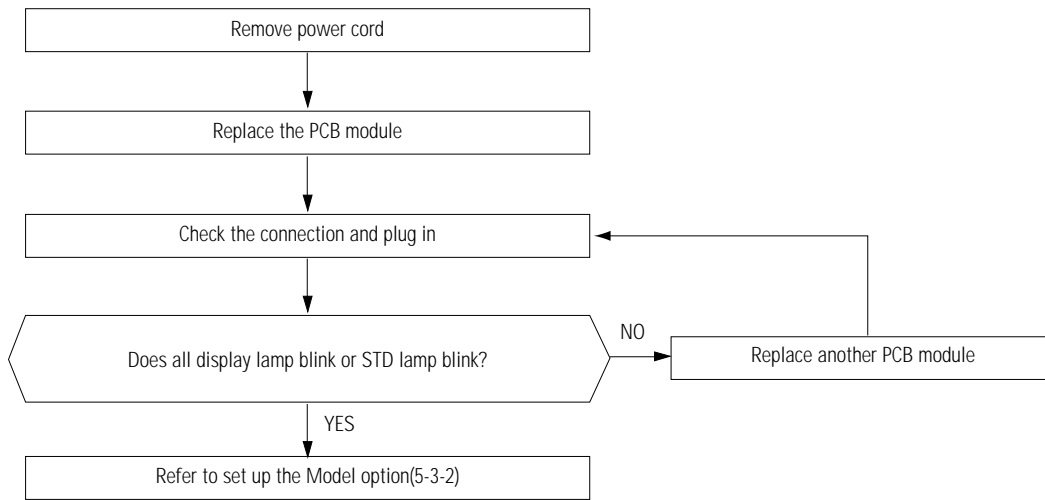 Remove power cord
Replace the PCB module
Check the connection and plug in
Does all display lamp blink or STD lamp blink?
NO
Replace another PCB module
YES
Refer to set up the Model option(5-3-2)